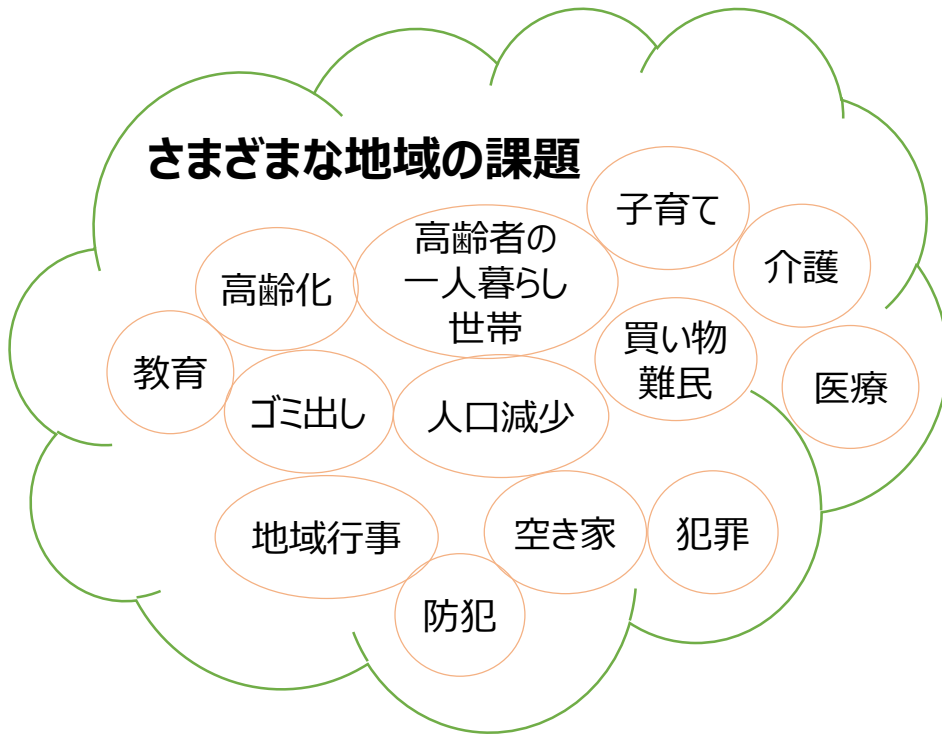 さまざまな地域の課題
子育て
高齢者の
一人暮らし
世帯
介護
高齢化
買い物
難民
教育
医療
ゴミ出し
人口減少
地域行事
空き家
犯罪
防犯